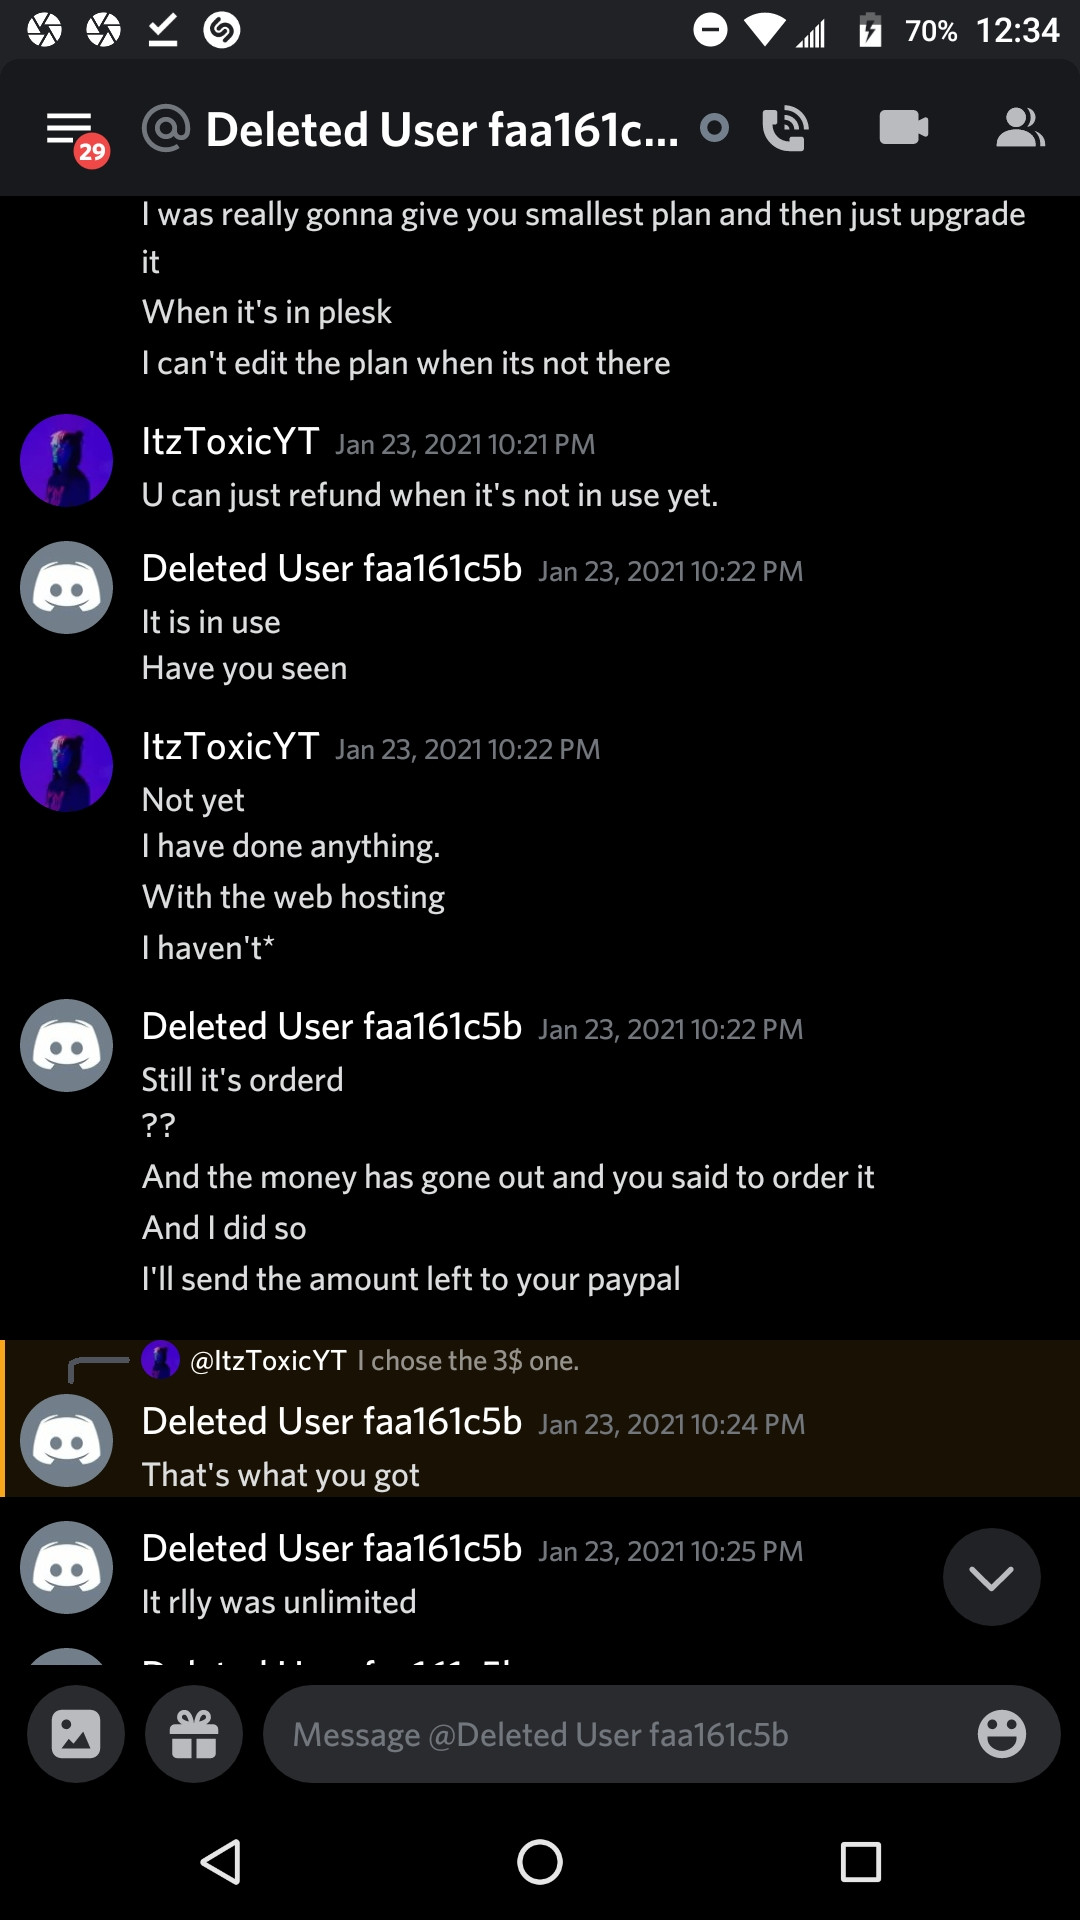 70% 12:34
29
@ Deleted User faa161c...
I was really gonna give you smallest plan and then just upgrade
it
When it's in plesk
I can't edit the plan when its not there
ItzToxicYT Jan 23, 2021 10:21 PM
U can just refund when it's not in use yet.
Deleted User faa161c5b Jan 23, 2021 10:22 PM
It is in use
Have you seen
ItzToxicYT Jan 23, 2021 10:22 PM
Not yet
I have done anything.
With the web hosting
I haven't*
Deleted User faa161c5b Jan 23, 2021 10:22 PM
Still it's orderd
??
And the money has gone out and you said to order it
And I did so
I'll send the amount left to your paypal
@ItzToxicYT I chose the 3$ one.
Deleted User faa161c5b Jan 23, 2021 10:24 PM
That's what you got
Deleted User faa161c5b Jan 23, 2021 10:25 PM
It rlly was unlimited
Message @Deleted User faa161c5b